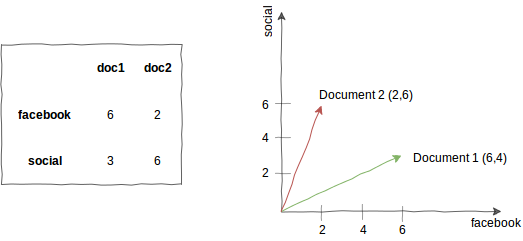 doc1 doc2
facebook 6 2
social 3 6
social
Document 2 (2,6)
6
4
Document 1 (6,4)
2
2 4 6
facebook